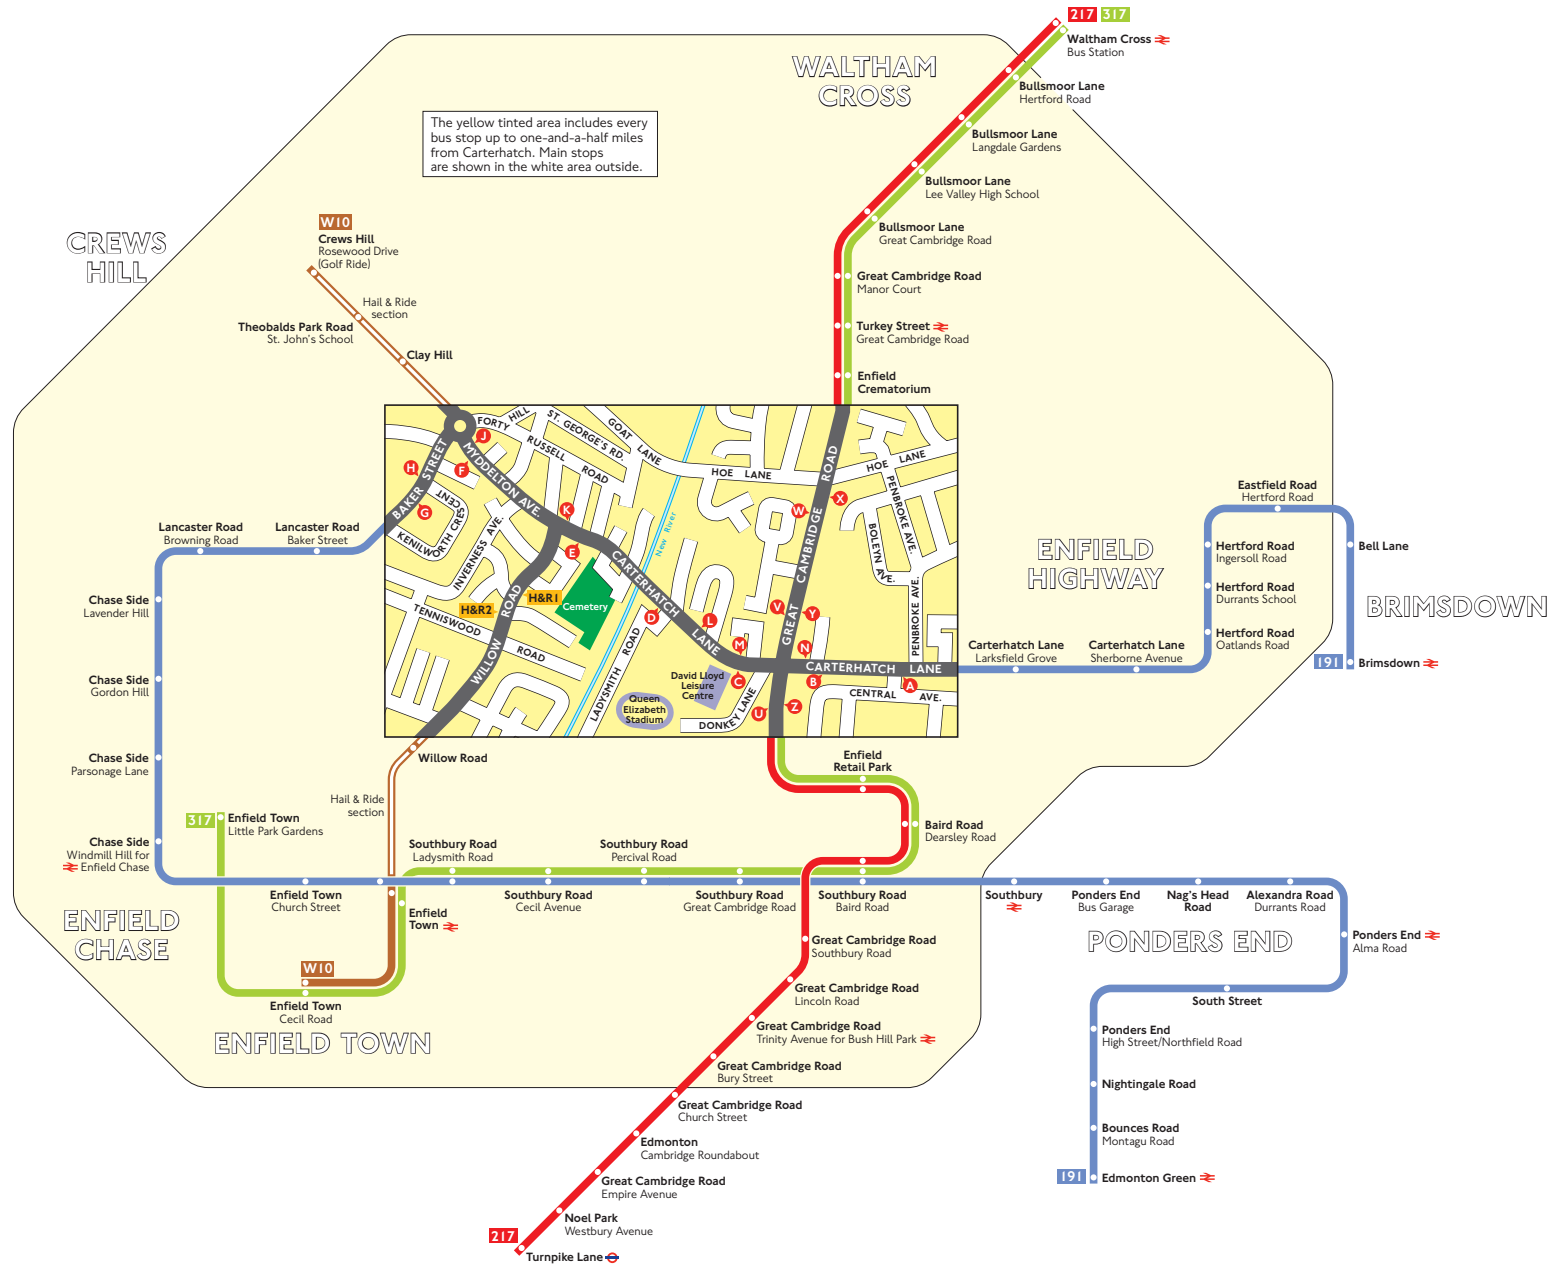 217 317
Waltham Cross
Bus Station
WALTHAM
CROSS
Bullsmoor Lane
Hertford Road
The yellow tinted area includes every
bus stop up to one-and-a-half miles
from Carterhatch. Main stops
are shown in the white area outside.
Bullsmoor Lane
Langdale Gardens
Bullsmoor Lane
Lee Valley High School
Bullsmoor Lane
Great Cambridge Road
CREWS
HILL
W10
Crews Hill
Rosewood Drive
(Golf Ride)
Great Cambridge Road
Manor Court
Hail & Ride
section
Theobalds Park Road
St. John's School
Turkey Street
Great Cambridge Road
Clay Hill
Enfield
Crematorium
FORTY HILL
ST. GEORGE'S RD.
GOAT LANE
RUSSELL ROAD
HOE LANE
HOE LANE
BAKER STREET
MYDDELTON AVE.
J
H
F
G
K
E
KENILWORTH CRES
CENT
INVERNESS AVE.
New River
W
X
PENBROKE AVE.
BOLEYN AVE.
PENBROKE AVE.
GREAT CAMBRIDGE ROAD
CARTERHATCH LANE
H&R1
H&R2
Cemetery
TENNISWOOD ROAD
WILLOW ROAD
LADYSMITH ROAD
D
L
M
C
V
Y
N
B
A
U
Z
CARTERHATCH LANE
CENTRAL AVE.
David Lloyd
Leisure
Centre
Queen
Elizabeth
Stadium
DONKEY LANE
Eastfield Road
Hertford Road
Lancaster Road
Browning Road
Lancaster Road
Baker Street
ENFIELD
HIGHWAY
Hertford Road
Ingersoll Road
Bell Lane
Hertford Road
Durrants School
BRIMSDOWN
Chase Side
Lavender Hill
Hertford Road
Oatlands Road
Carterhatch Lane
Larksfield Grove
Carterhatch Lane
Sherborne Avenue
191
Brimsdown
Chase Side
Gordon Hill
Chase Side
Parsonage Lane
Willow Road
Enfield
Retail Park
Hail & Ride
section
317
Enfield Town
Little Park Gardens
Baird Road
Dearsley Road
Chase Side
Windmill Hill for
Enfield Chase
Southbury Road
Ladysmith Road
Southbury Road
Percival Road
Enfield Town
Church Street
Southbury Road
Cecil Avenue
Southbury Road
Great Cambridge Road
Southbury Road
Baird Road
Southbury
Ponders End
Bus Garage
Nag's Head
Road
Alexandra Road
Durrants Road
ENFIELD
CHASE
Enfield
Town
PONDERS END
Ponders End
Alma Road
Great Cambridge Road
Southbury Road
W10
Great Cambridge Road
Lincoln Road
South Street
Enfield Town
Cecil Road
ENFIELD TOWN
Great Cambridge Road
Trinity Avenue for Bush Hill Park
Ponders End
High Street/Northfield Road
Great Cambridge Road
Bury Street
Nightingale Road
Great Cambridge Road
Church Street
Bounces Road
Montagu Road
Edmonton
Cambridge Roundabout
191
Edmonton Green
Great Cambridge Road
Empire Avenue
Noel Park
Westbury Avenue
217
Turnpike Lane